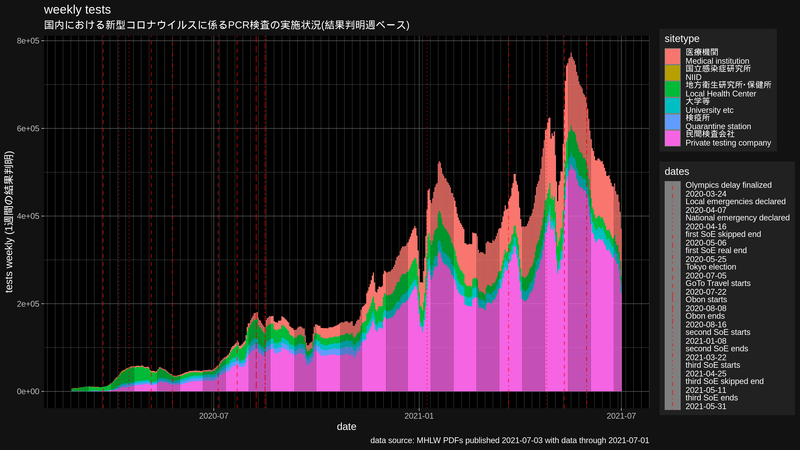 weekly tests
国内における新型コロナウイルスに係るPCR検査の実施状況(結果判明週ベース)
8e+05
6e+05
4e+05
2e+05
0e+00
tests weekly (1週間の結果判明)
2020-07
2021-01
2021-07
date
data source: MHLW PDFs published 2021-07-03 with data through 2021-07-01
sitetype
医療機関
Medical institution
国立感染症研究所
NIID
地方衛生研究所･保健所
Local Health Center
大学等
University etc
検疫所
Quarantine station
民間検査会社
Private testing company
dates
Olympics delay finalized
2020-03-24
Local emergencies declared
2020-04-07
National emergency declared
2020-04-16
first SoE skipped end
2020-05-06
first SoE real end
2020-05-25
Tokyo election
2020-07-05
GoTo Travel starts
2020-07-22
Obon starts
2020-08-08
Obon ends
2020-08-16
second SoE starts
2021-01-08
second SoE ends
2021-03-22
third SoE starts
2021-04-25
third SoE skipped end
2021-05-11
third SoE ends
2021-05-31